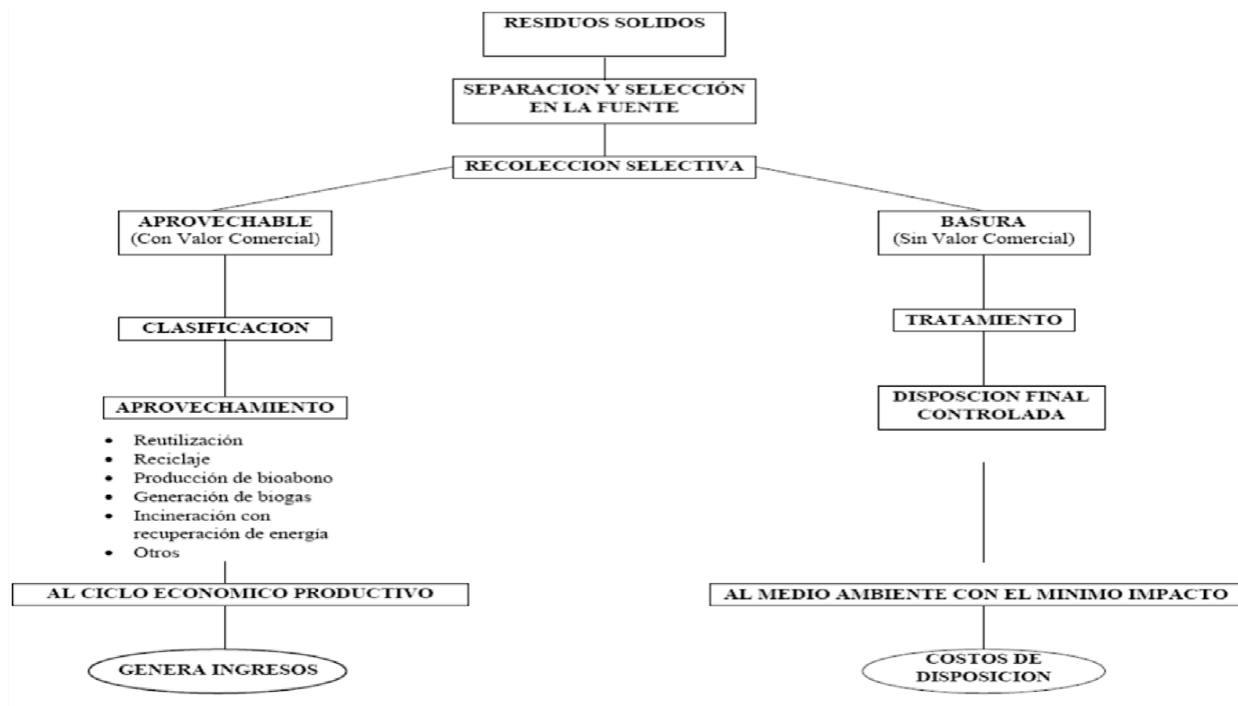 RESIDUOS SOLIDOS
SEPARACION Y SELECCIÓN
EN LA FUENTE
RECOLECCION SELECTIVA
APROVECHABLE
(Con Valor Comercial)
CLASIFICACION
APROVECHAMIENTO
• Reutilización
• Reciclaje
• Producción de bioabono
• Generación de biogas
• Incineración con
recuperación de energía
• Otros
AL CICLO ECONOMICO PRODUCTIVO
GENERA INGRESOS
BASURA
(Sin Valor Comercial)
TRATAMIENTO
DISPOSCION FINAL
CONTROLADA
AL MEDIO AMBIENTE CON EL MINIMO IMPACTO
COSTOS DE
DISPOSICION